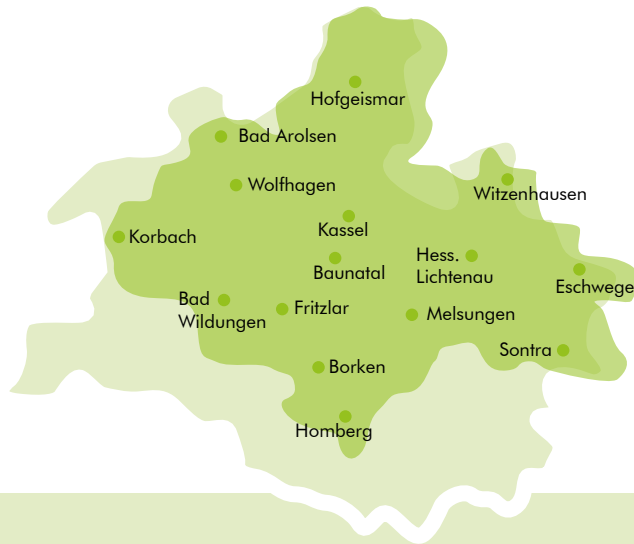 Hofgeismar
Bad Arolsen
Wolfhagen
Witzenhausen
Kassel
Korbach
Hess.
Lichtenau
Baunatal
Eschwege
Bad
Wildungen
Fritzlar
Melsungen
Sontra
Borken
Homberg